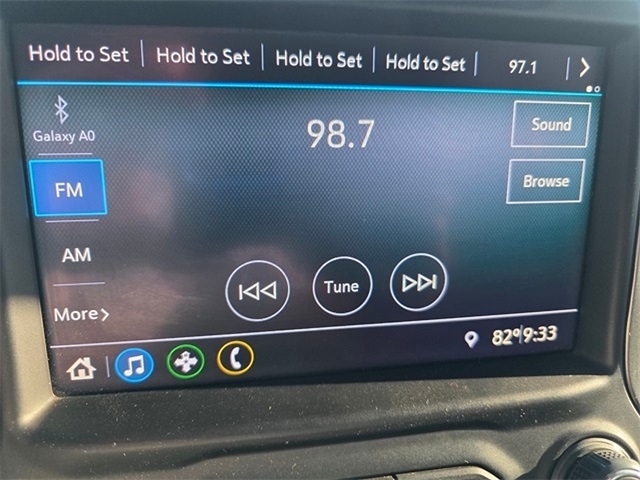 Hold to Set Hold to Set Hold to Set Hold to Set 97.1
Galaxy A0
98.7
Sound
FM
Browse
AM
Tune
More
82° 9:33